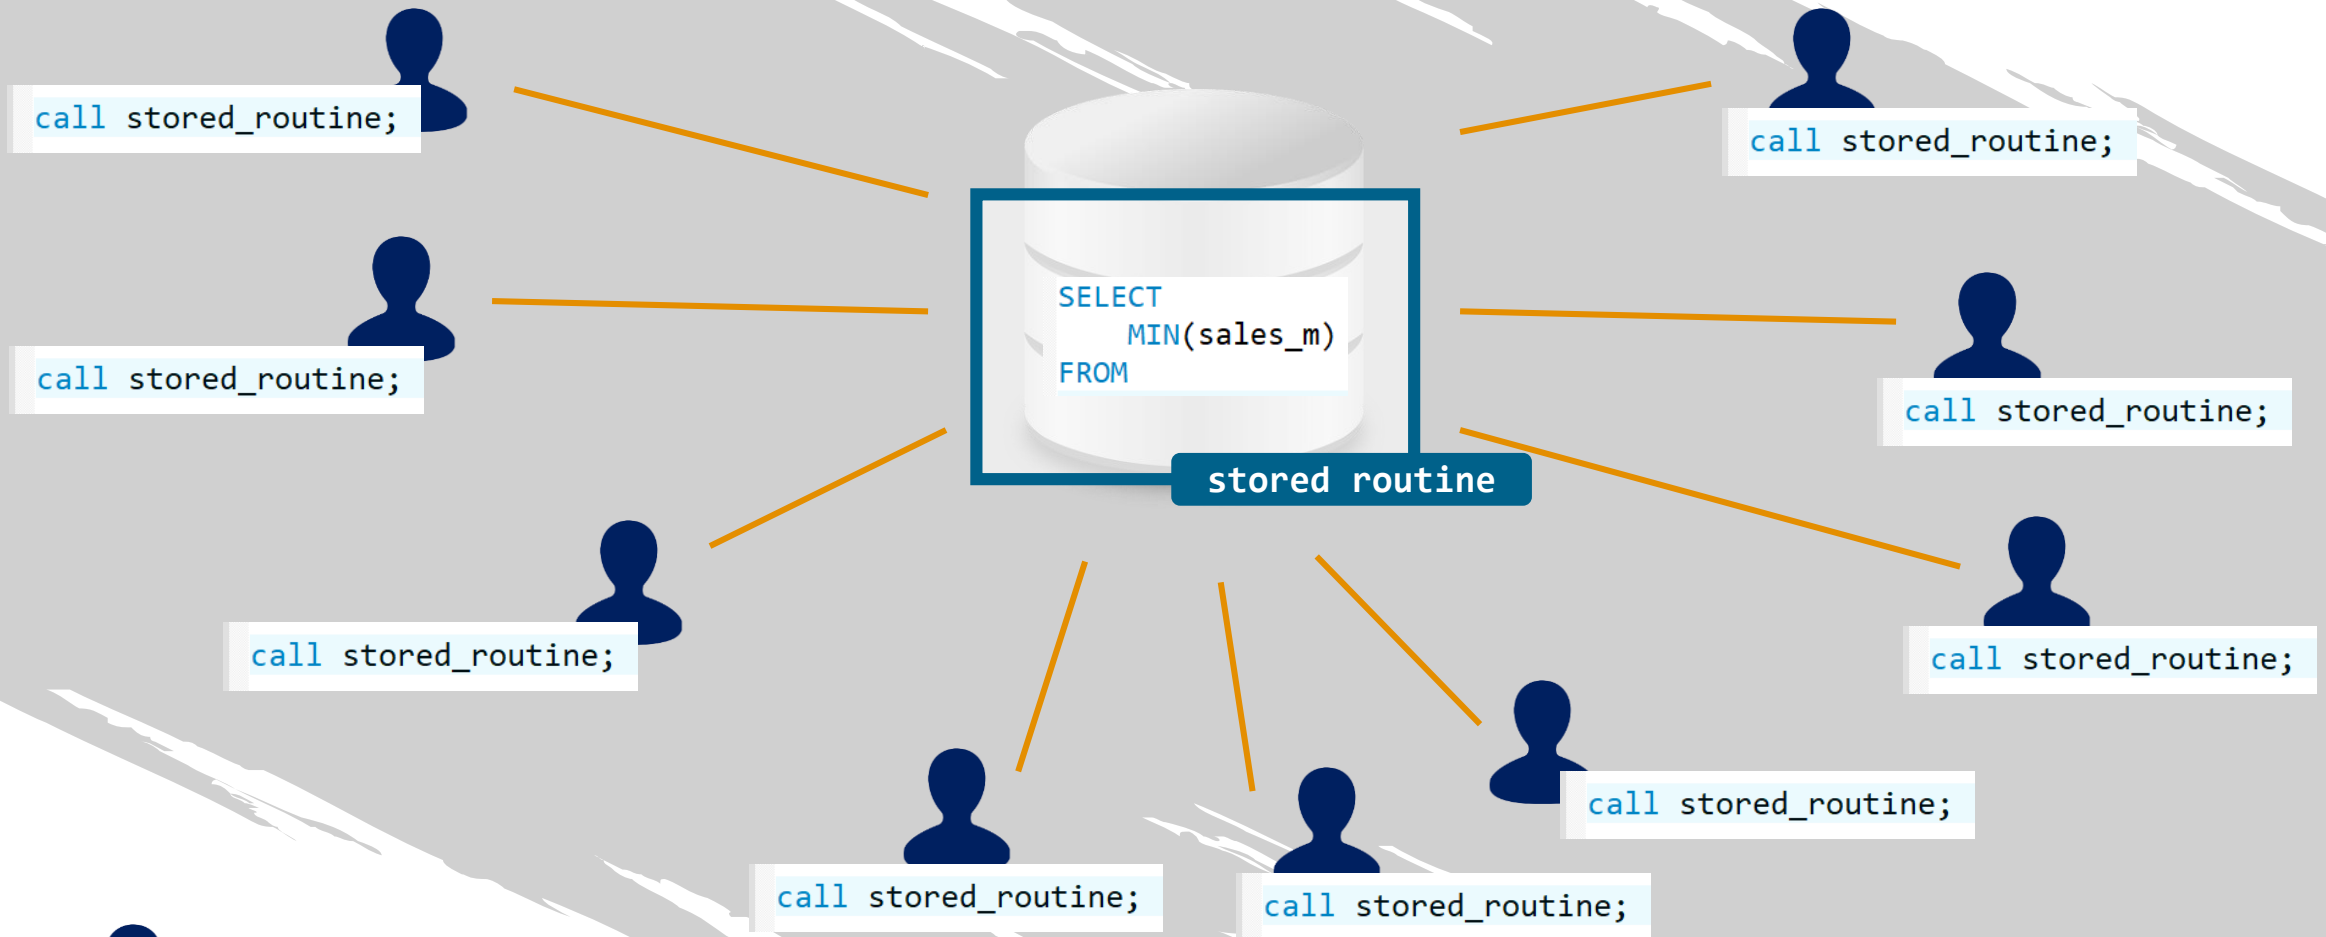 call stored_routine;
call stored_routine;
call stored_routine;
call stored_routine;
SELECT
MIN(sales_m)
FROM
stored routine
call stored_routine;
call stored_routine;
call stored_routine;
call stored_routine;
call stored_routine;